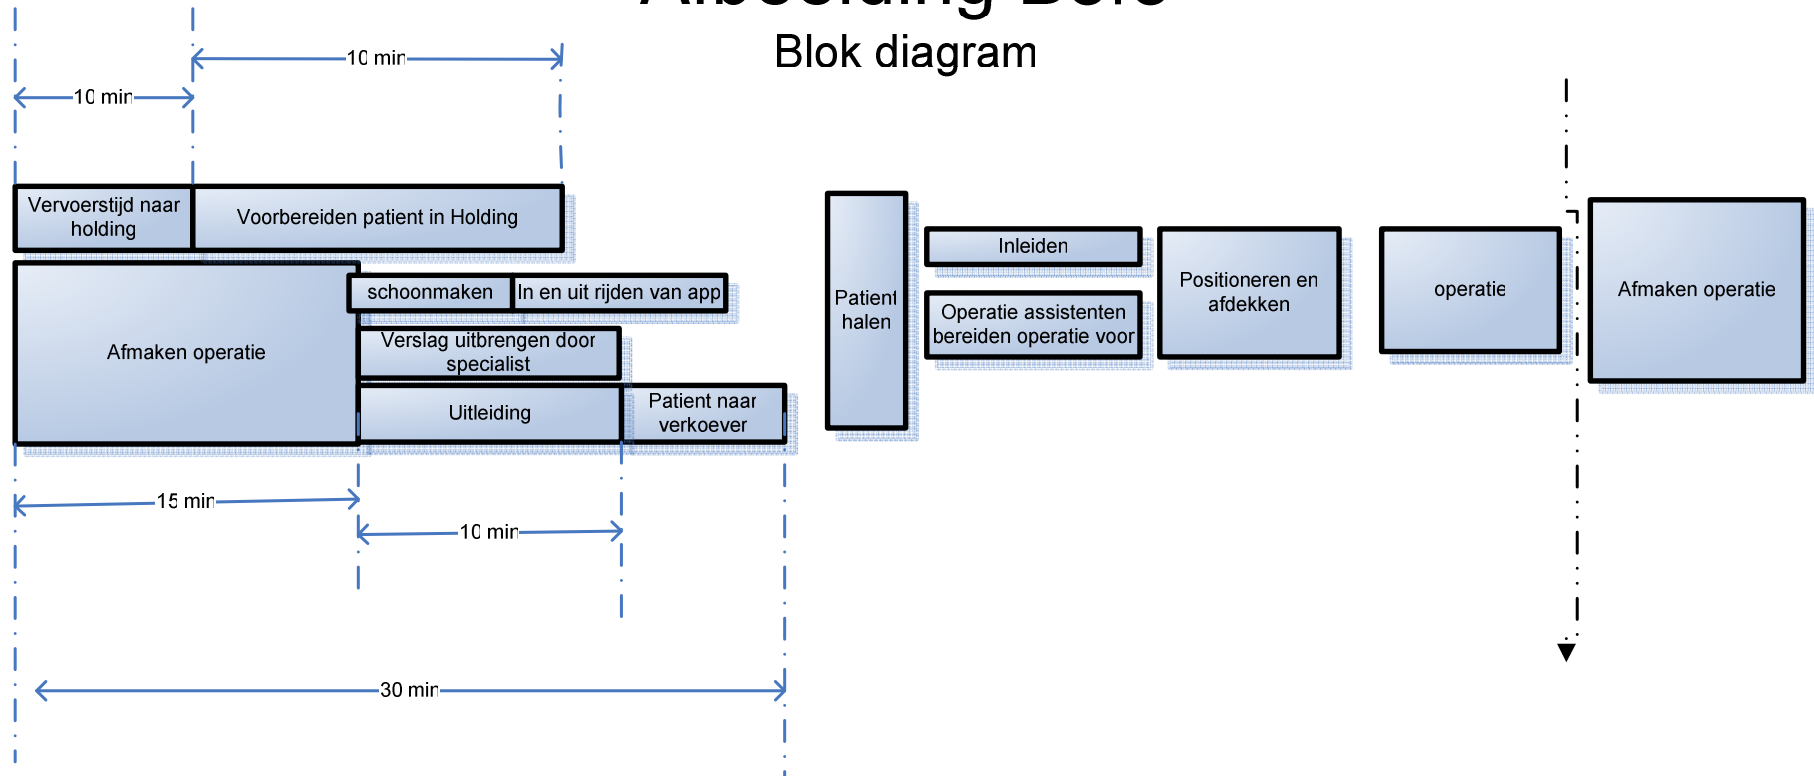 Blok diagram
10 min
10 min
Vervoerstijd naar
holding
Voorbereiden patient in Holding
Afmaken operatie
schoonmaken
In en uit rijden van app
Verslag uitbrengen door
specialist
Uitleiding
Patient naar
verkoever
Patient
halen
Inleiden
Operatie assistenten
bereiden operatie voor
Positioneren en
afdekken
operatie
Afmaken operatie
15 min
10 min
30 min